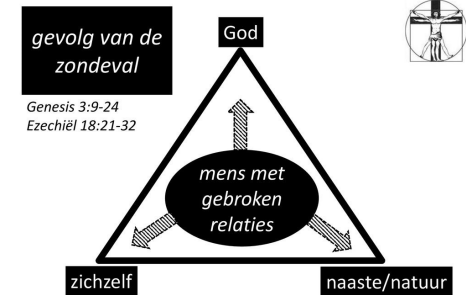 gevolg van de
zondeval
God
Genesis 3:9-24
Ezechiël 18:21-32
mens met
gebroken
relaties
zichzelf
naaste/natuur